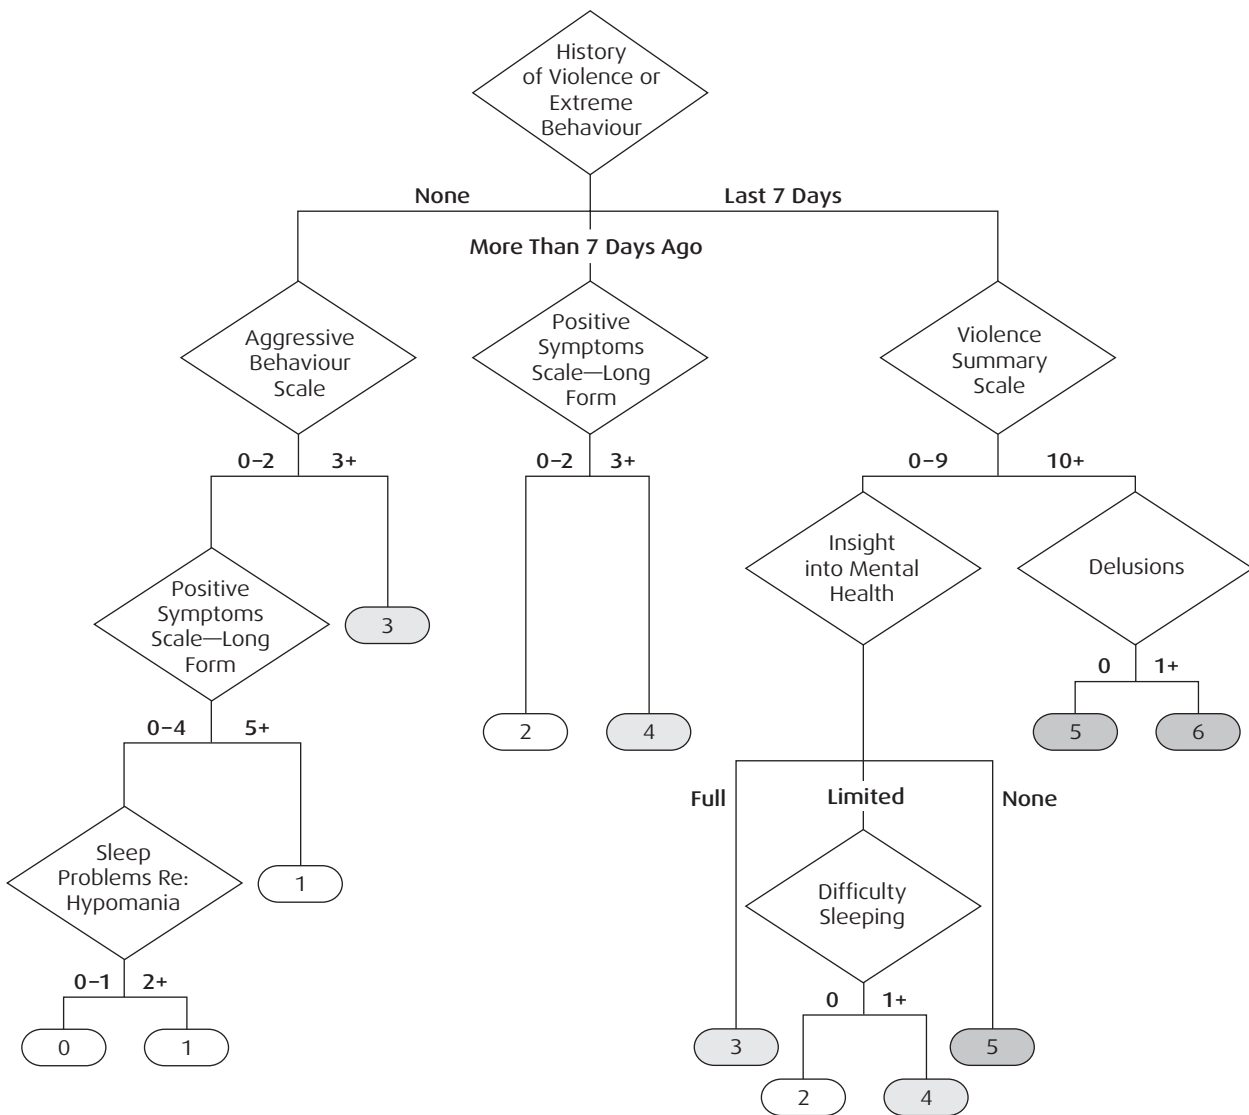 History
of Violence or
Extreme
Behaviour
None
Last 7 Days
More Than 7 Days Ago
Aggressive
Behaviour
Scale
Positive
Symptoms
Scale—Long
Form
Violence
Summary
Scale
0–2
3+
0–2
3+
0–9
10+
Insight
into Mental
Health
Delusions
Positive
Symptoms
Scale—Long
Form
3
0
1+
2
4
5
6
0–4
5+
Full
Limited
None
Sleep
Problems Re:
Hypomania
1
Difficulty
Sleeping
0–1
2+
0
1+
0
1
3
5
2
4